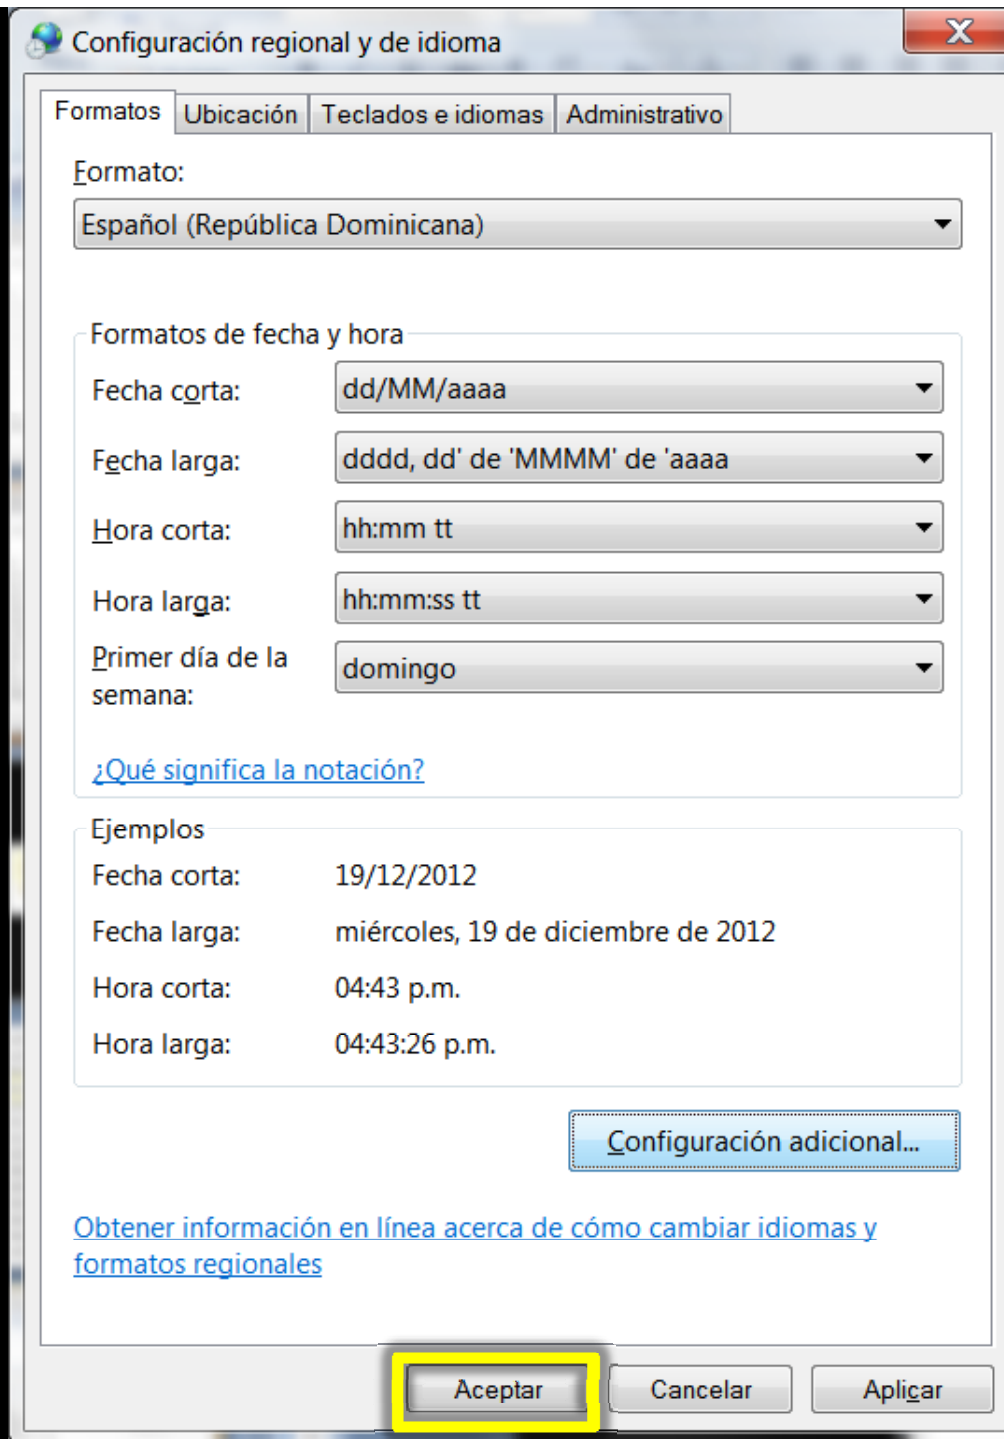 Configuración regional y de idioma
X
Formatos Ubicación Teclados e idiomas Administrativo
Formato:
Español (República Dominicana)
Formatos de fecha y hora
Fecha corta: dd/MM/aaaa
Fecha larga: dddd, dd' de 'MMMM' de 'aaaa
Hora corta: hh:mm tt
Hora larga: hh:mm:ss tt
Primer día de la
semana: domingo
¿Qué significa la notación?
Ejemplos
Fecha corta: 19/12/2012
Fecha larga: miércoles, 19 de diciembre de 2012
Hora corta: 04:43 p.m.
Hora larga: 04:43:26 p.m.
Configuración adicional...
Obtener información en línea acerca de cómo cambiar idiomas y
formatos regionales
Aceptar Cancelar Aplicar